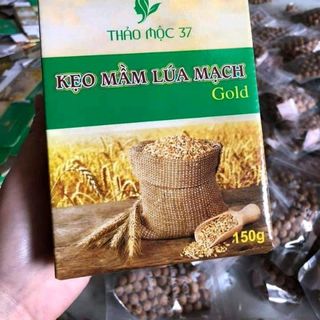 THẢO MỘC 37
KẸO MẦM LÚA MẠCH
Gold
150g